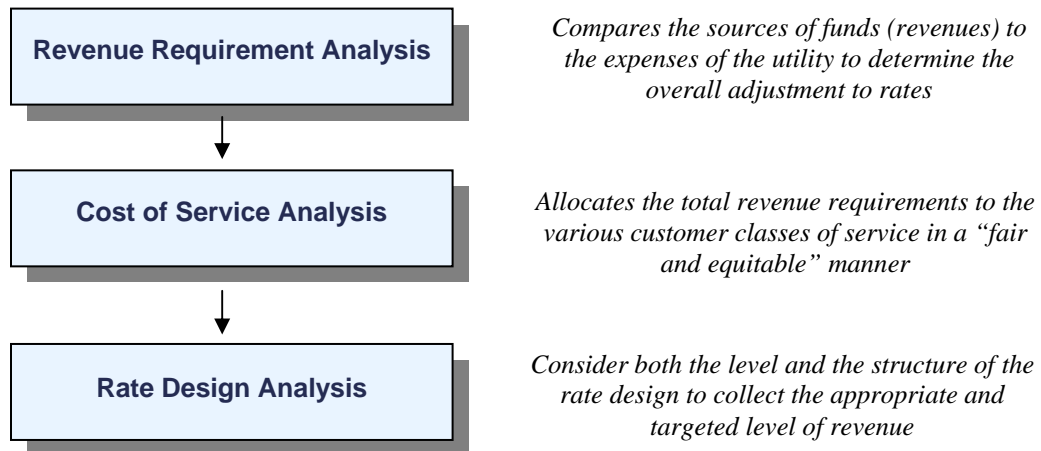 Revenue Requirement Analysis
Compares the sources of funds (revenues) to
the expenses of the utility to determine the
overall adjustment to rates
Cost of Service Analysis
Allocates the total revenue requirements to the
various customer classes of service in a “fair
and equitable” manner
Rate Design Analysis
Consider both the level and the structure of the
rate design to collect the appropriate and
targeted level of revenue